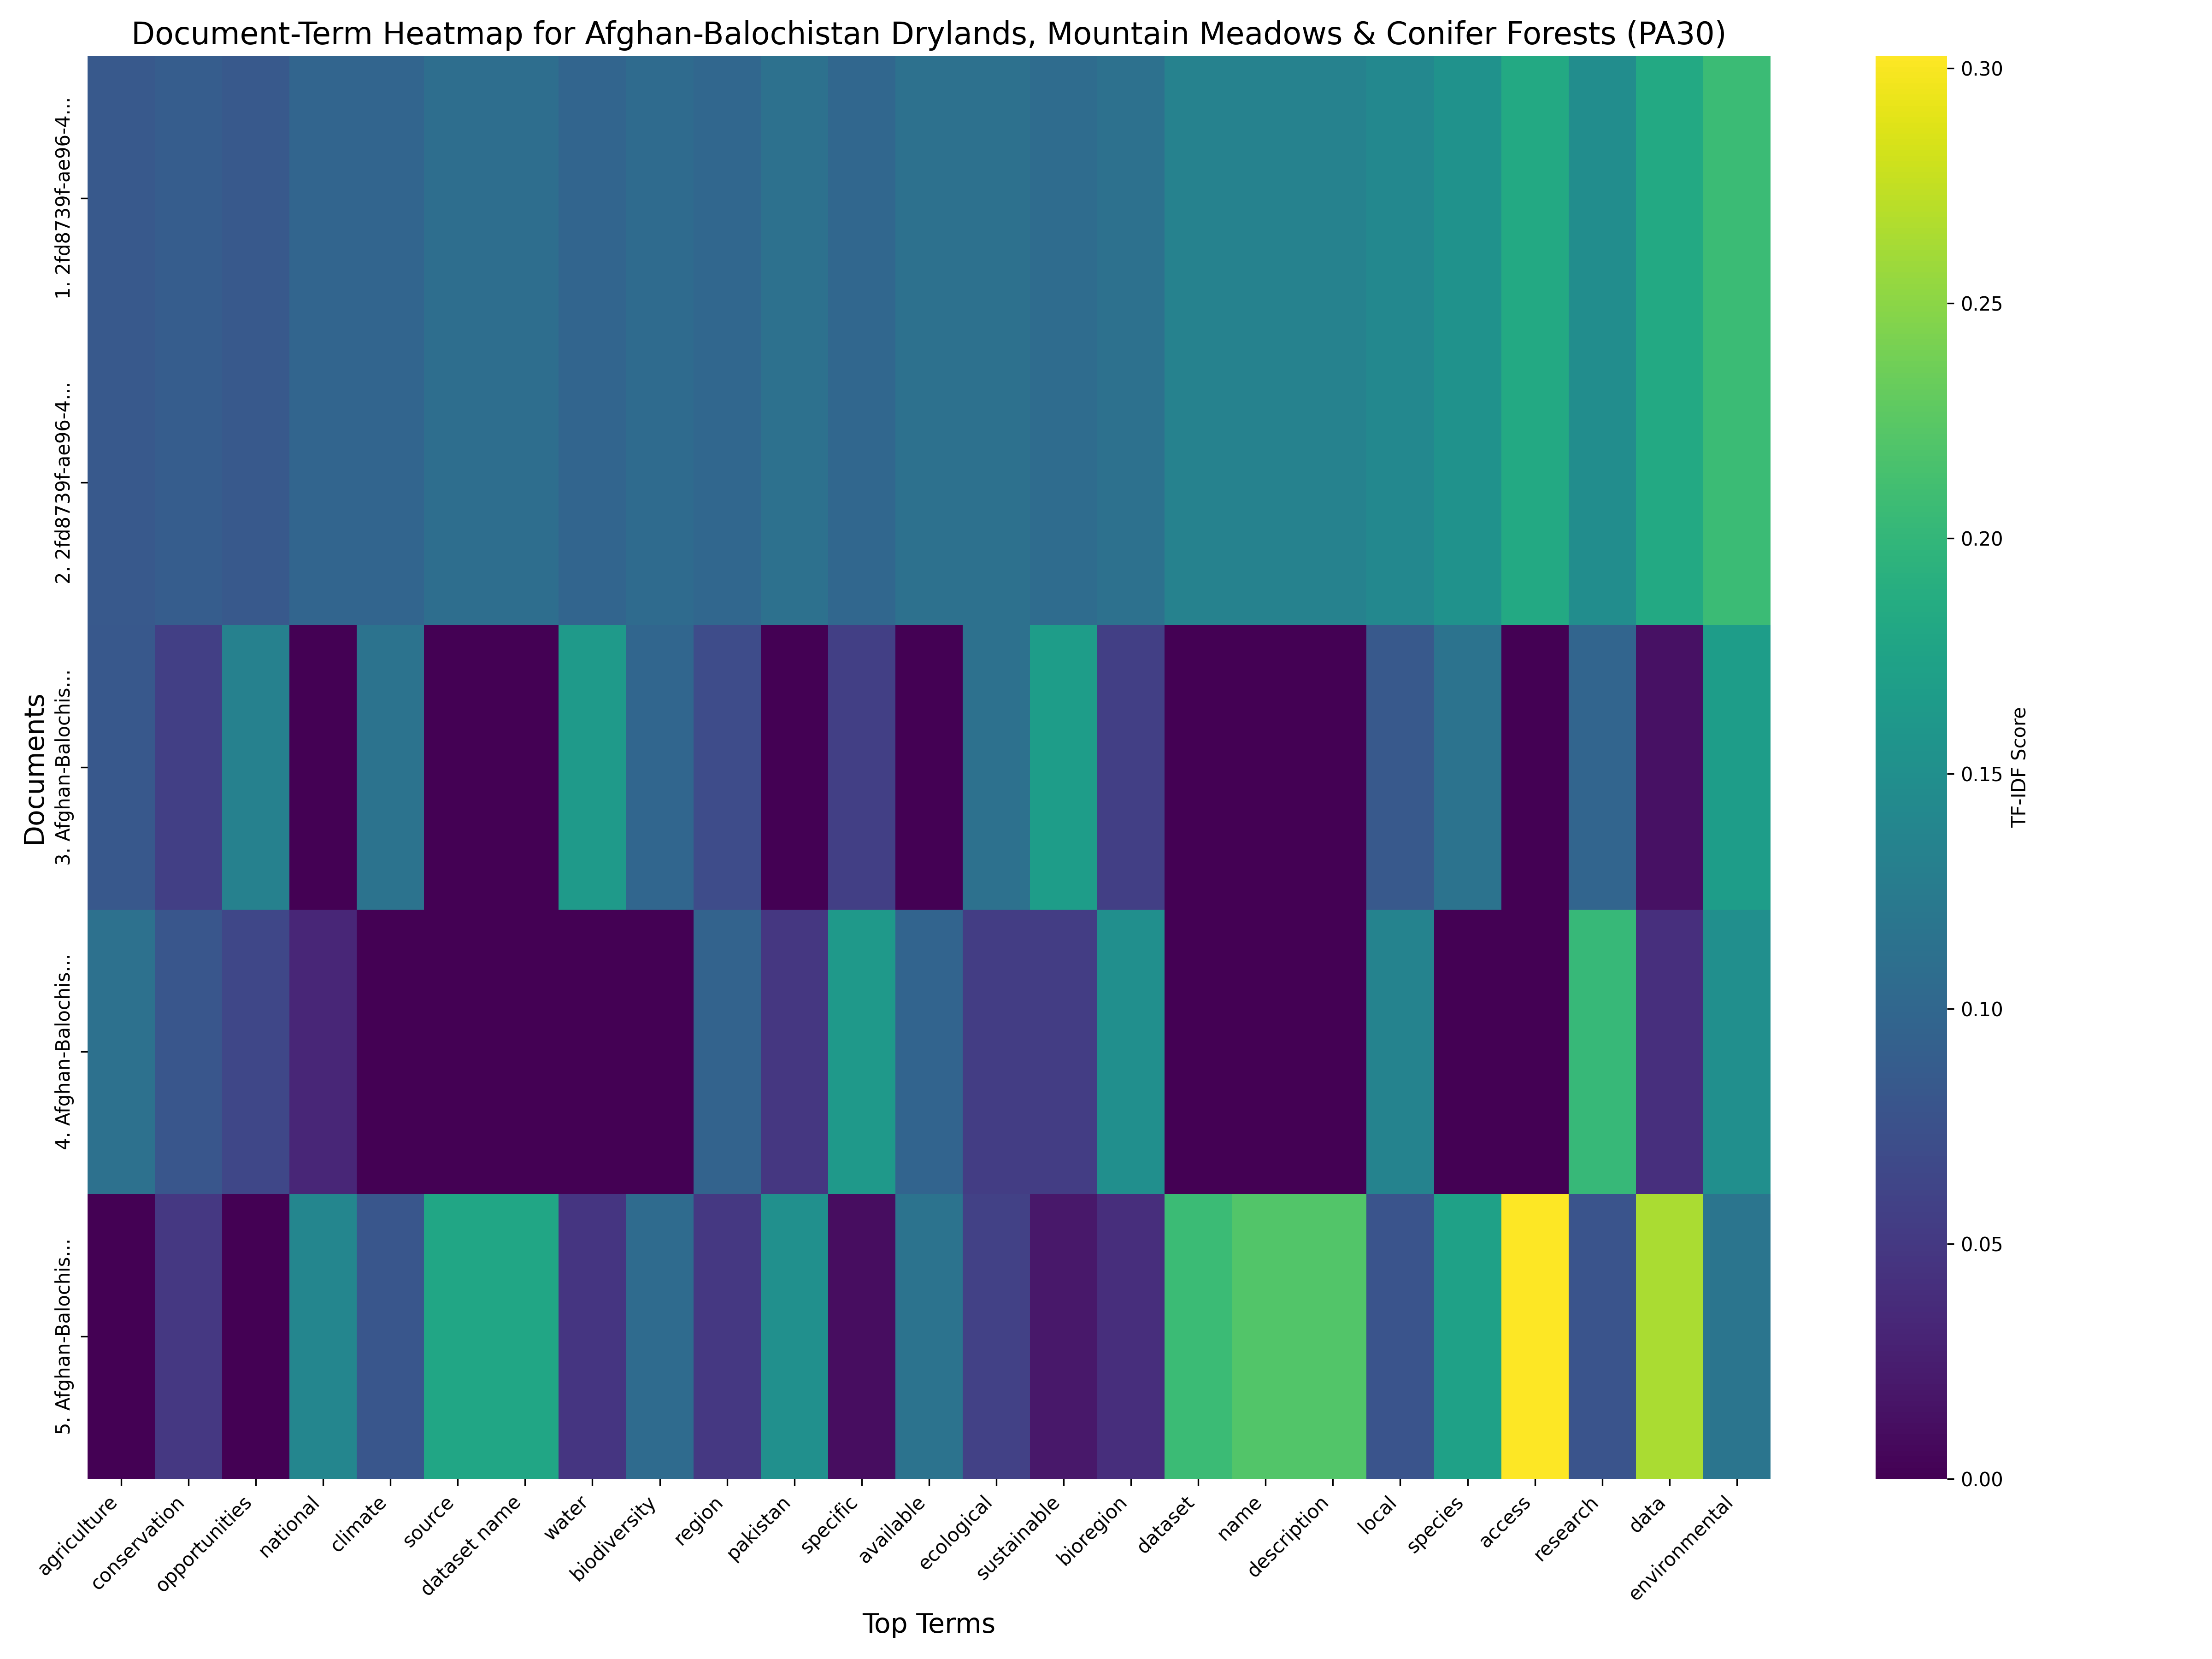 Document-Term Heatmap for Afghan-Balochistan Drylands, Mountain Meadows & Conifer Forests (PA30)
Documents
1. 2fd8739f-ae96-4...
2. 2fd8739f-ae96-4...
3. Afghan-Balochis...
4. Afghan-Balochis...
5. Afghan-Balochis...
agriculture
conservation
opportunities
national
climate
source
dataset name
water
biodiversity
region
pakistan
specific
available
ecological
sustainable
bioregion
dataset
name
description
local
species
access
research
data
environmental
Top Terms
0.30
0.25
0.20
0.15
0.10
0.05
0.00
TF-IDF Score